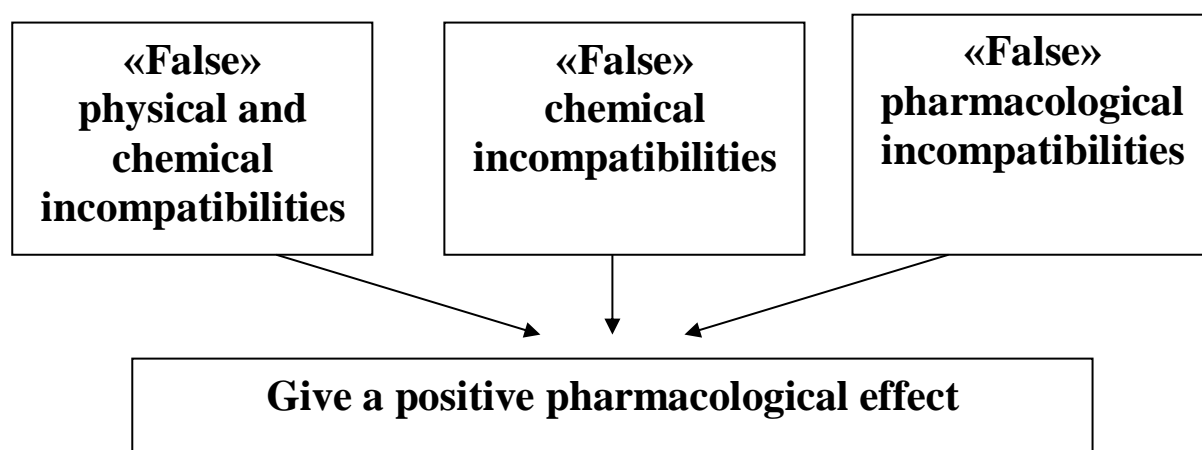 «False»
physical and
chemical
incompatibilities
«False»
chemical
incompatibilities
«False»
pharmacological
incompatibilities
Give a positive pharmacological effect